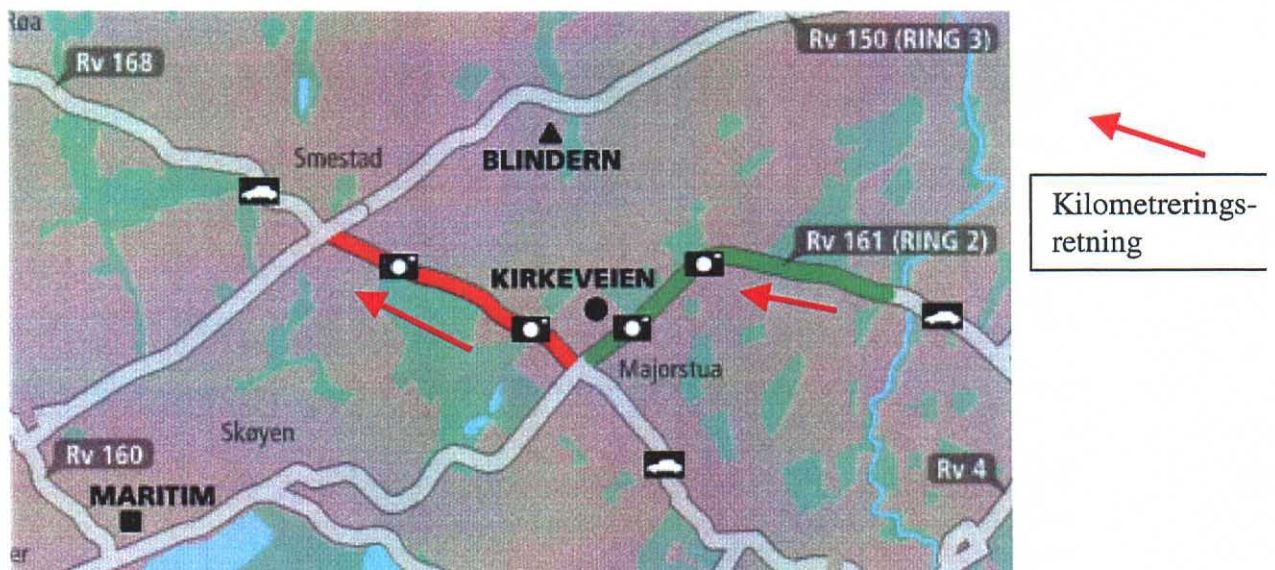 Røa
Rv 150 (RING 3)
Rv 168
Smestad
BLINDERN
Kilometrerings-
retning
Rv 161 (RING 2)
KIRKEVEIEN
Majorstua
Skøyen
Rv 160
Rv 4
MARITIM
er